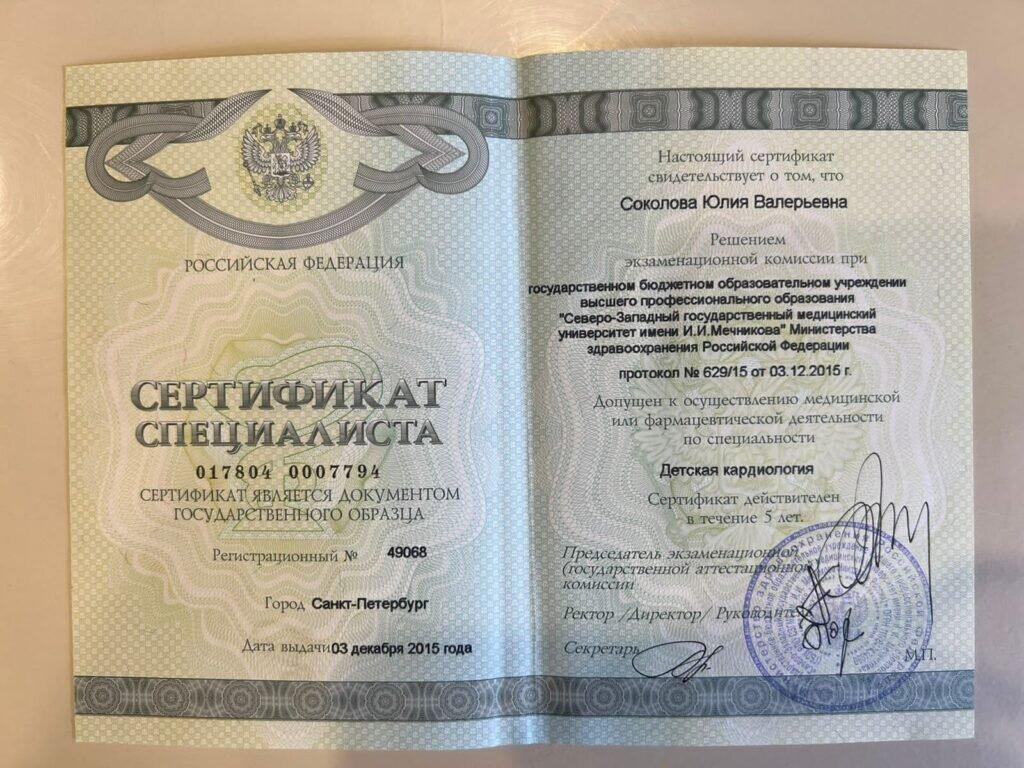 РОССИЙСКАЯ ФЕДЕРАЦИЯ
СЕРТИФИКАТ
СПЕЦИАЛИСТА
017804 0007794
СЕРТИФИКАТ ЯВЛЯЕТСЯ ДОКУМЕНТОМ
ГОСУДАРСТВЕННОГО ОБРАЗЦА
Регистрационный № 49068
Город Санкт-Петербург
Дата выдачи 03 декабря 2015 года
Настоящий сертификат
свидетельствует о том, что
Соколова Юлия Валерьевна
Решением
экзаменационной комиссии при
государственном бюджетном образовательном учреждении
высшего профессионального образования
"Северо-Западный государственный медицинский
университет имени И.И.Мечникова" Министерства
здравоохранения Российской Федерации
протокол № 629/15 от 03.12.2015 г.
Допущен к осуществлению медицинской
или фармацевтической деятельности
по специальности
Детская кардиология
Сертификат действителен
в течение 5 лет.
Председатель экзаменационной
(государственной аттестационной
комиссии
Ректор /Директор/ Руководитель
Секретарь
М.П.